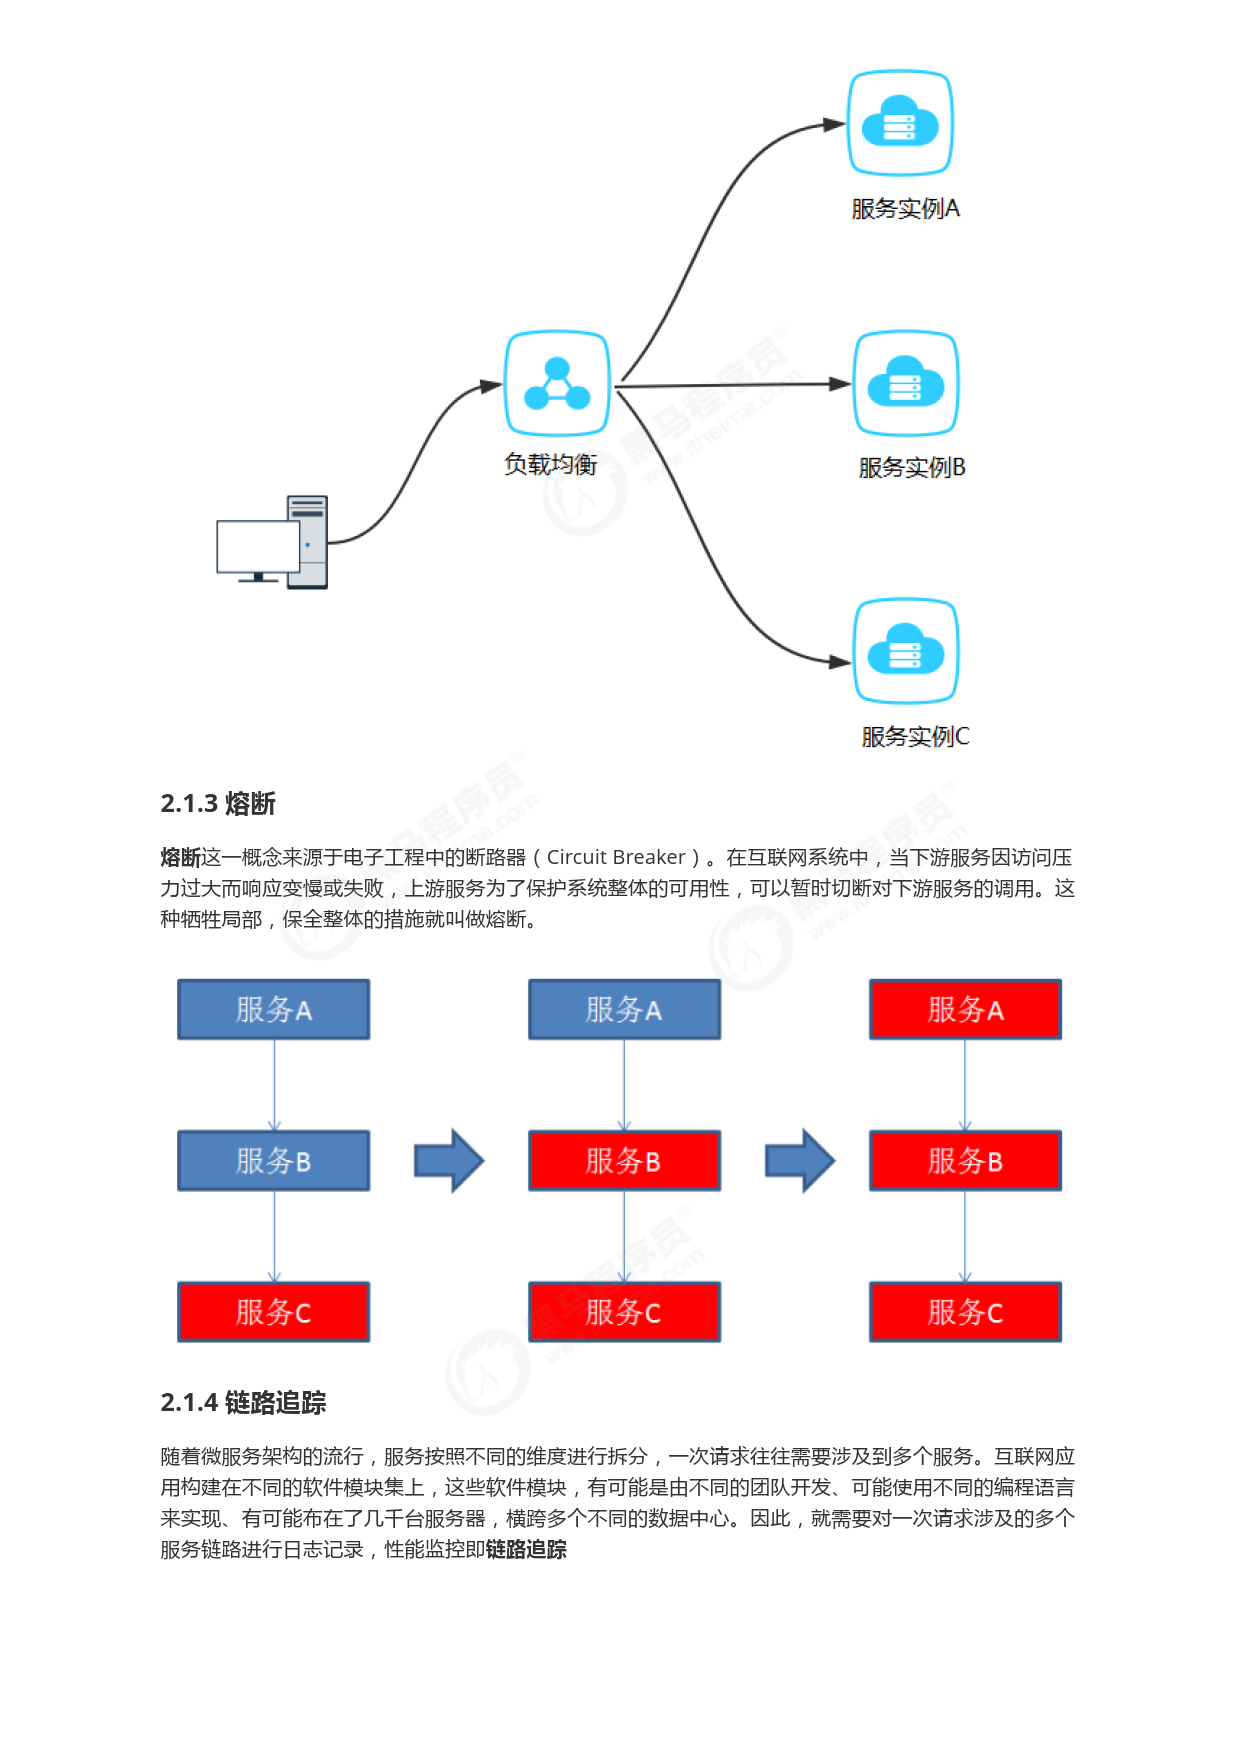 服务实例A
负载均衡
服务实例B
服务实例C
2.1.3 熔断
熔断这一概念来源于电子工程中的断路器（Circuit Breaker）。在互联网系统中，当下游服务因访问压
力过大而响应变慢或失败，上游服务为了保护系统整体的可用性，可以暂时切断对下游服务的调用。这
种牺牲局部，保全整体的措施就叫做熔断。
服务A
服务A
服务A
服务B
服务B
服务B
服务C
服务C
服务C
2.1.4 链路追踪
随着微服务架构的流行，服务按照不同的维度进行拆分，一次请求往往需要涉及到多个服务。互联网应
用构建在不同的软件模块集上，这些软件模块，有可能是由不同的团队开发、可能使用不同的编程语言
来实现、有可能布在了几千台服务器，横跨多个不同的数据中心。因此，就需要对一次请求涉及的多个
服务链路进行日志记录，性能监控即链路追踪
黑马程序员™
www.itheima.com